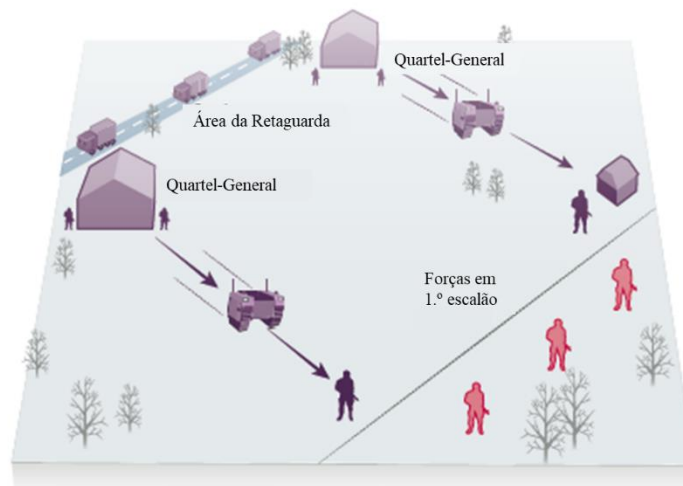 Quartel-General
Área da Retaguarda
Quartel-General
Forças em
1.º escalão